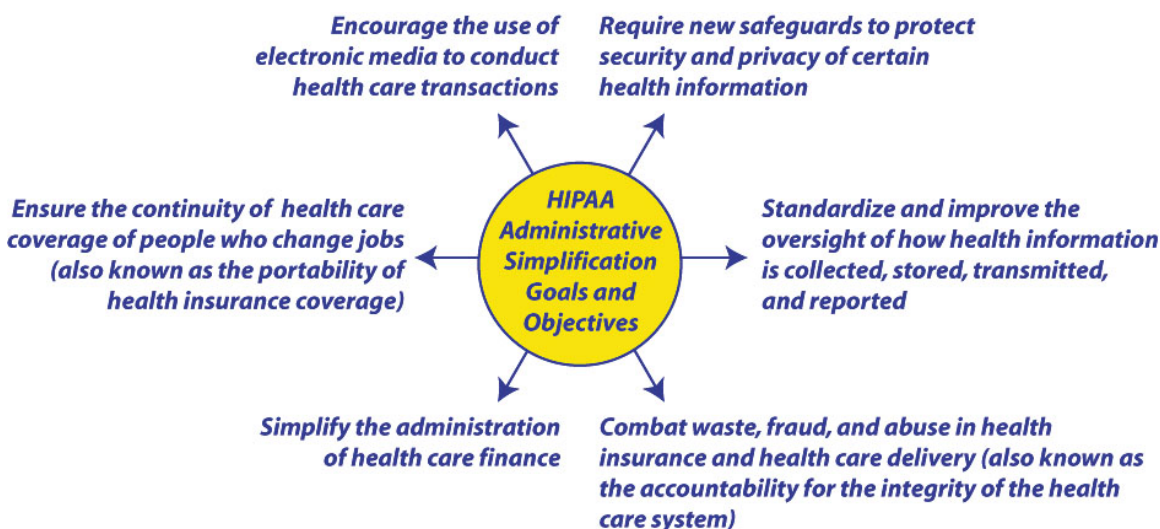 Encourage the use of
electronic media to conduct
health care transactions
Require new safeguards to protect
security and privacy of certain
health information
Ensure the continuity of health care
coverage of people who change jobs
(also known as the portability of
health insurance coverage)
HIPAA
Administrative
Simplification
Goals and
Objectives
Standardize and improve the
oversight of how health information
is collected, stored, transmitted,
and reported
Simplify the administration
of health care finance
Combat waste, fraud, and abuse in health
insurance and health care delivery (also known as
the accountability for the integrity of the health
care system)